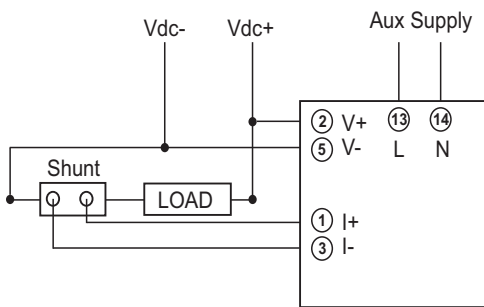 Vdc- Vdc+ Aux Supply
2 V+ 13 14
5 V- L N
Shunt
LOAD
1 I+
3 I-